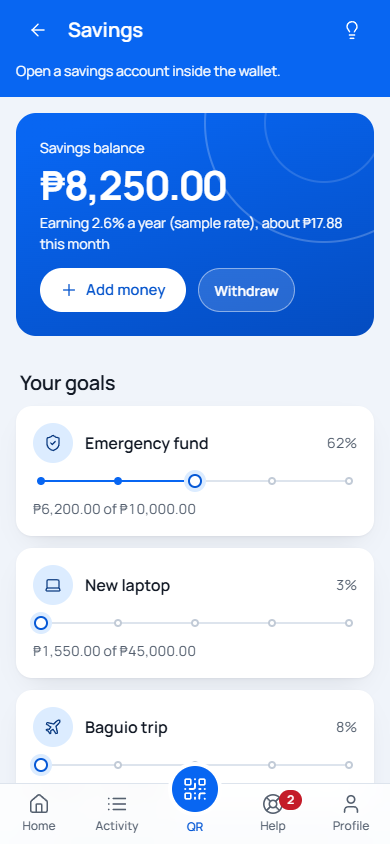 Savings
Open a savings account inside the wallet.
Savings balance
₱8,250.00
Earning 2.6% a year (sample rate), about ₱17.88
this month
Add money
Withdraw
Your goals
Emergency fund
62%
₱6,200.00 of ₱10,000.00
New laptop
3%
₱1,550.00 of ₱45,000.00
Baguio trip
8%
Home
Activity
QR
Help
2
Profile